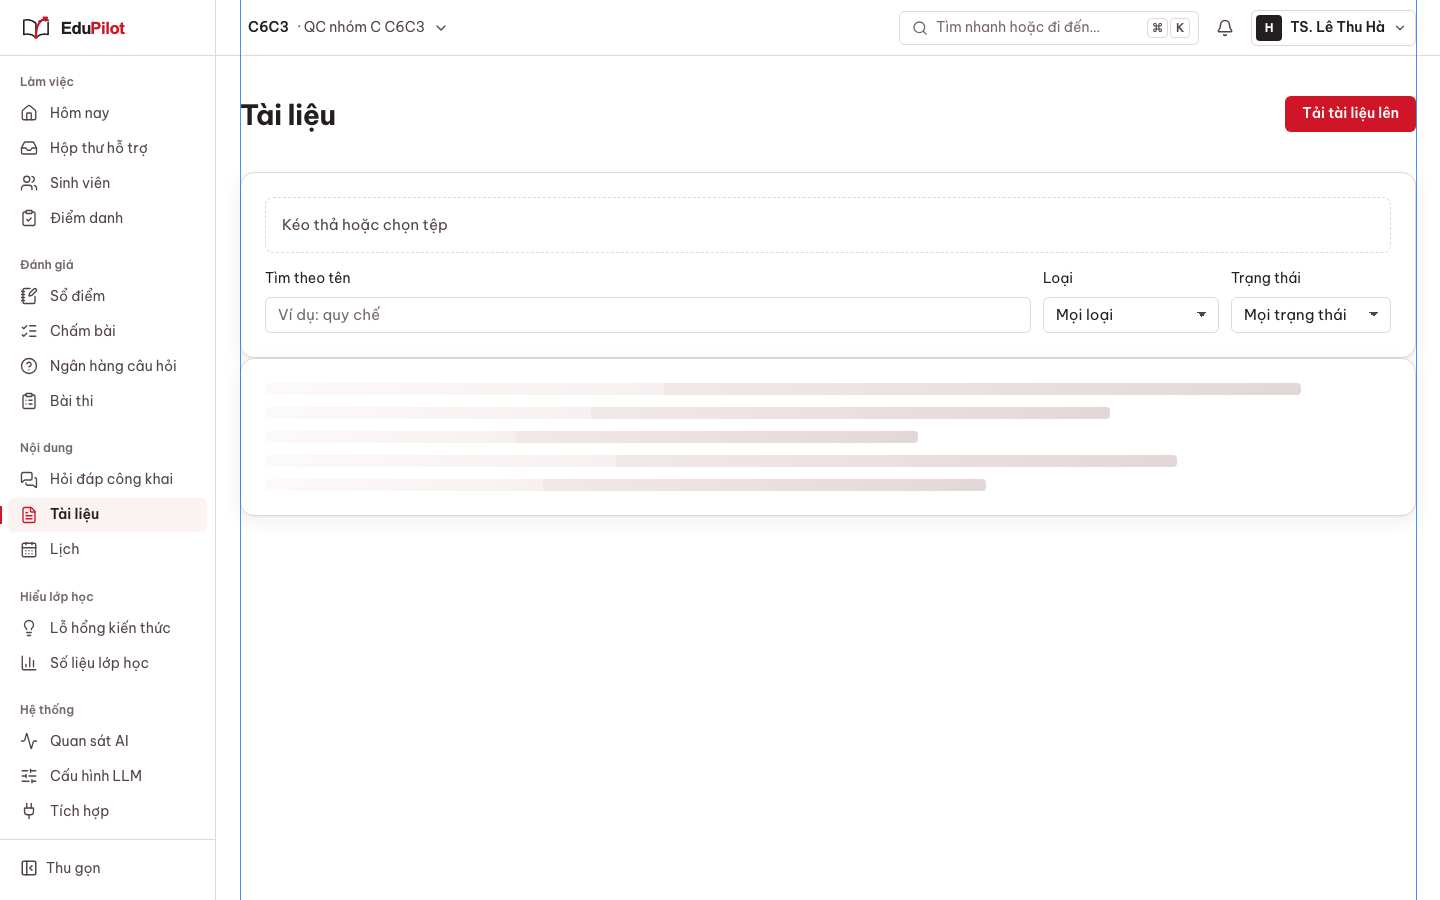 EduPilot
C6C3 · QC nhóm C C6C3
Tìm nhanh hoặc đi đến...
⌘ K
H
TS. Lê Thu Hà
Làm việc
Hôm nay
Hộp thư hỗ trợ
Sinh viên
Điểm danh
Đánh giá
Sổ điểm
Chấm bài
Ngân hàng câu hỏi
Bài thi
Nội dung
Hỏi đáp công khai
Tài liệu
Lịch
Hiểu lớp học
Lỗ hổng kiến thức
Số liệu lớp học
Hệ thống
Quan sát AI
Cấu hình LLM
Tích hợp
Thu gọn
Tài liệu
Tải tài liệu lên
Kéo thả hoặc chọn tệp
Tìm theo tên
Loại
Trạng thái
Ví dụ: quy chế
Mọi loại
Mọi trạng thái